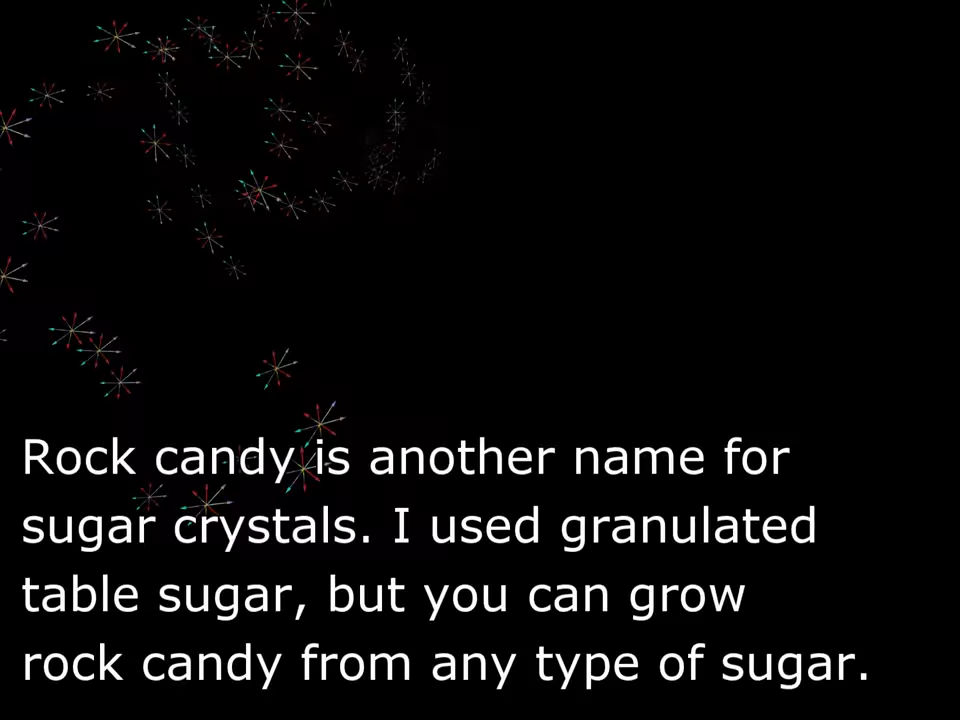 Rock candy is another name for
sugar crystals. I used granulated
table sugar, but you can grow
rock candy from any type of sugar.